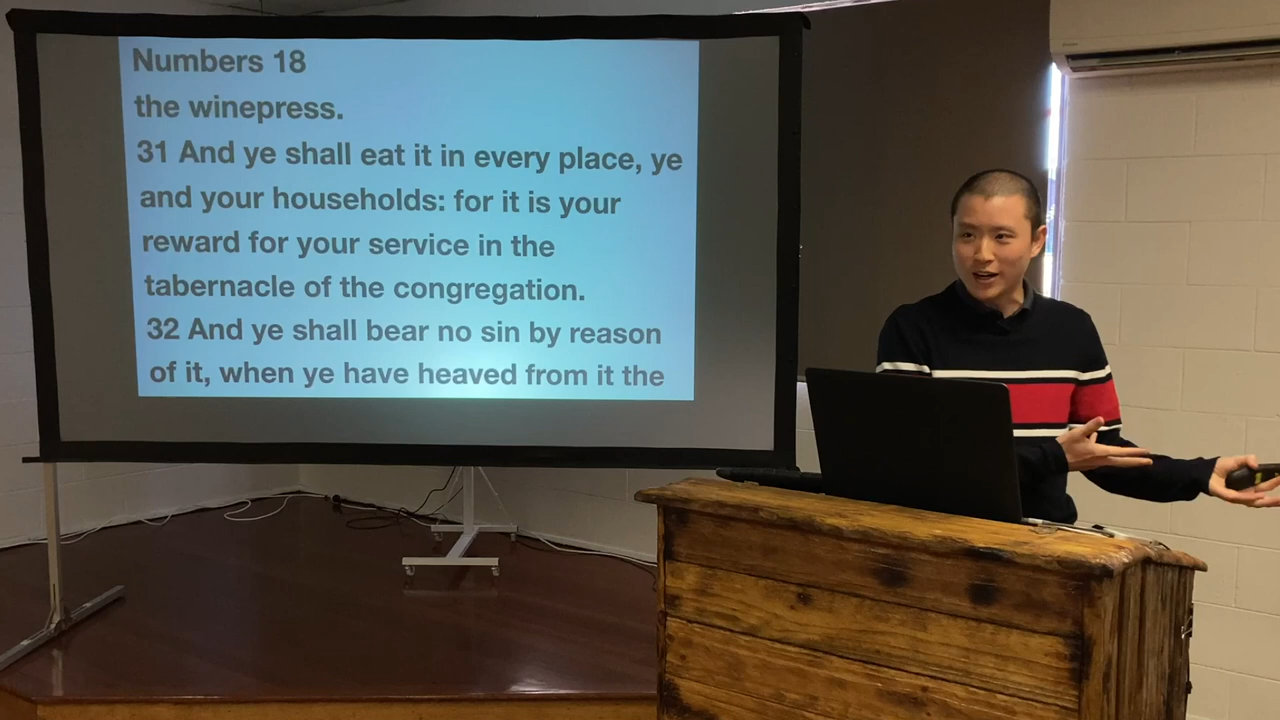 Numbers 18
the winepress.
31 And ye shall eat it in every place, ye
and your households: for it is your
reward for your service in the
tabernacle of the congregation.
32 And ye shall bear no sin by reason
of it, when ye have heaved from it the